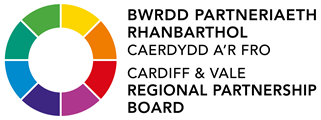 BWRDD PARTNERIAETH
RHANBARTHOL
CAERDYDD A'R FRO
CARDIFF & VALE
REGIONAL PARTNERSHIP
BOARD